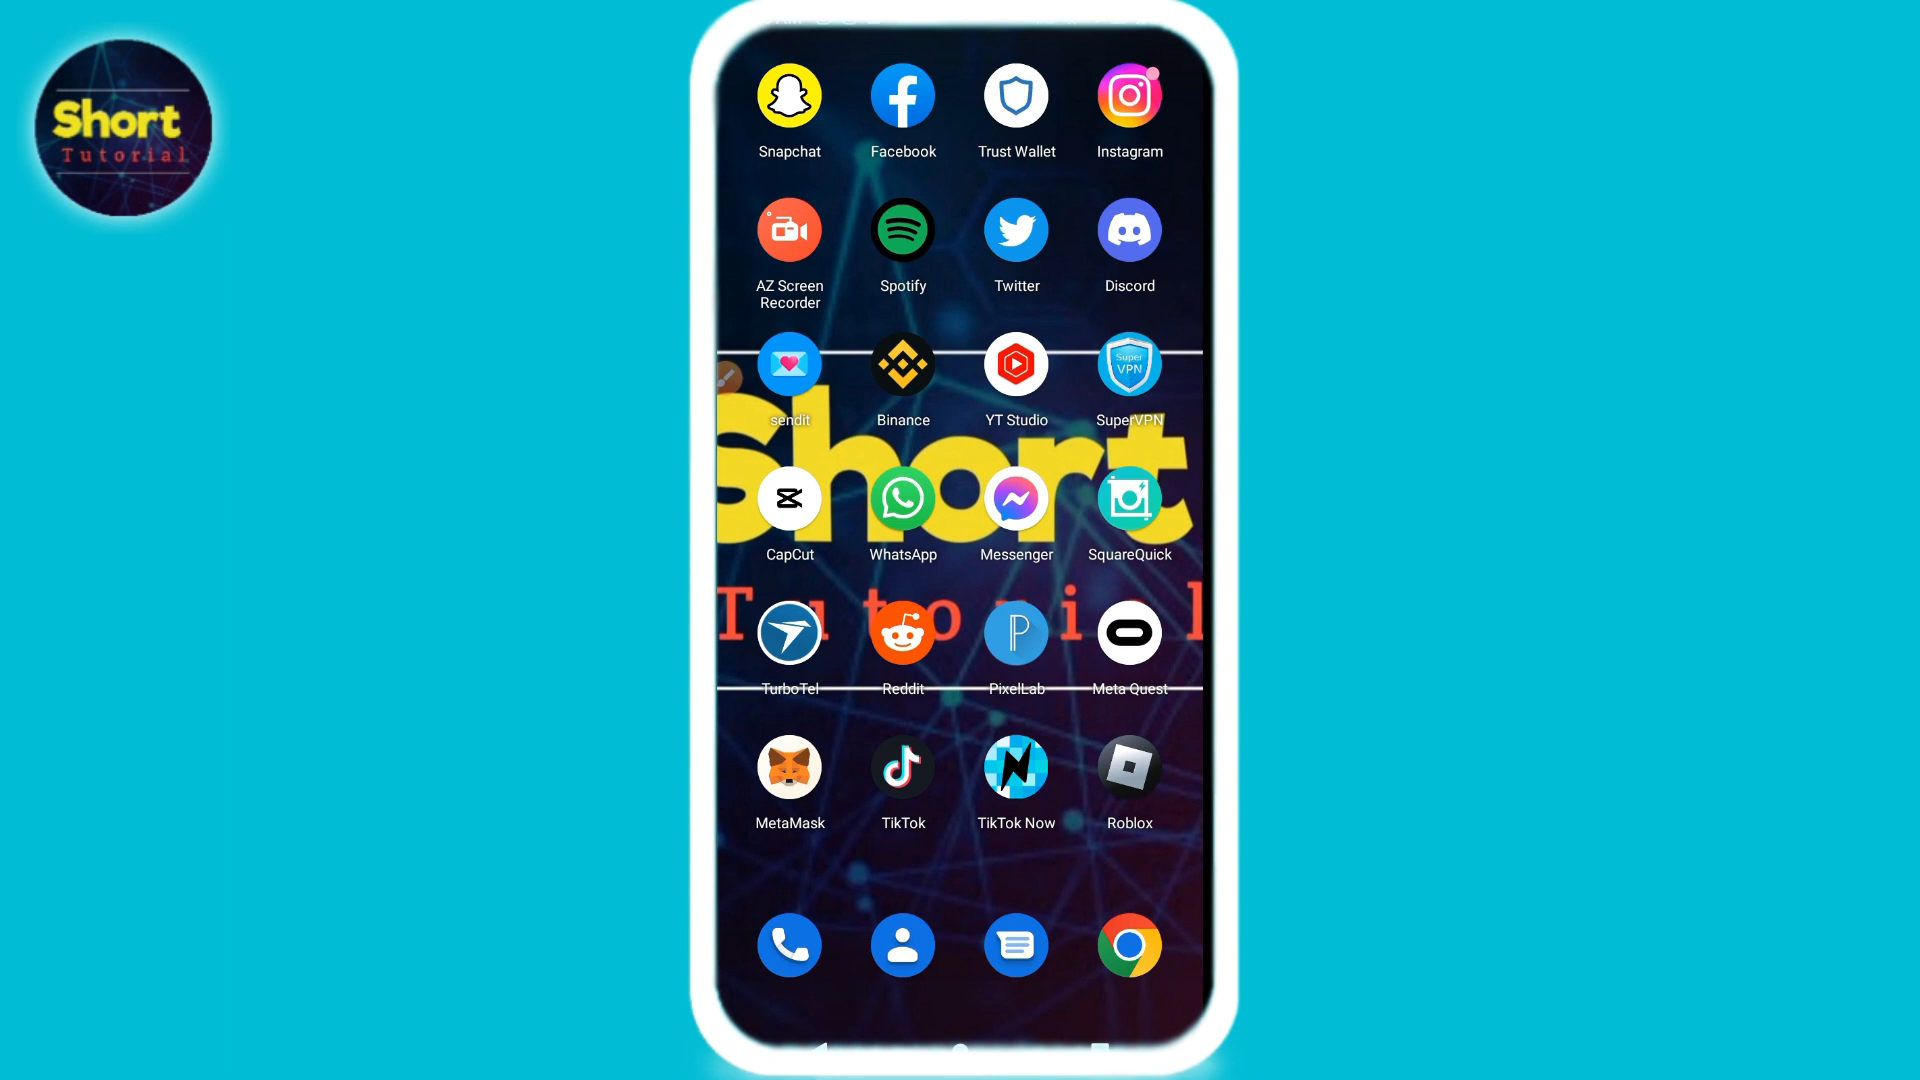 Short
Tutorial
Snapchat
Facebook
Trust Wallet
Instagram
AZ Screen
Recorder
Spotify
Twitter
Discord
Super
VPN
sendit
Binance
YT Studio
SuperVPN
Short
CapCut
WhatsApp
Messenger
SquareQuick
TurboTel
Reddit
PixelLab
Meta Quest
MetaMask
TikTok
TikTok Now
Roblox